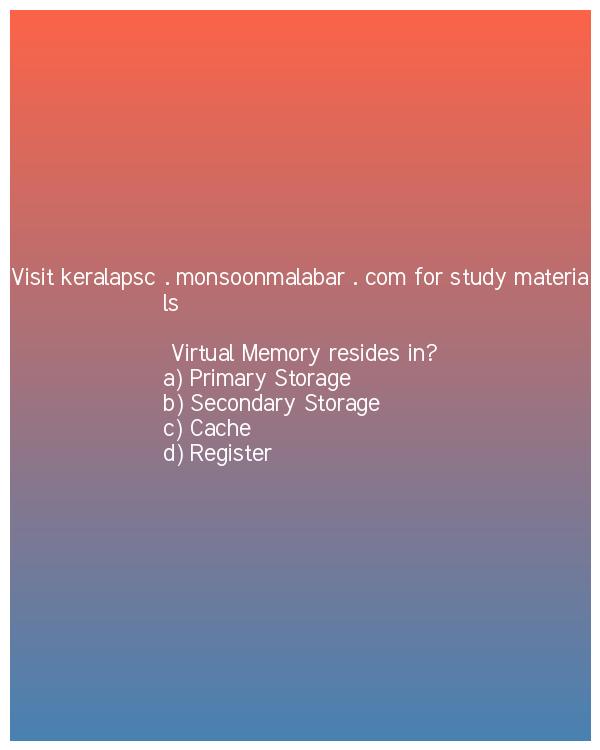 Visit keralapsc . monsoonmalabar . com for study materia
ls
Virtual Memory resides in?
a) Primary Storage
b) Secondary Storage
c) Cache
d) Register